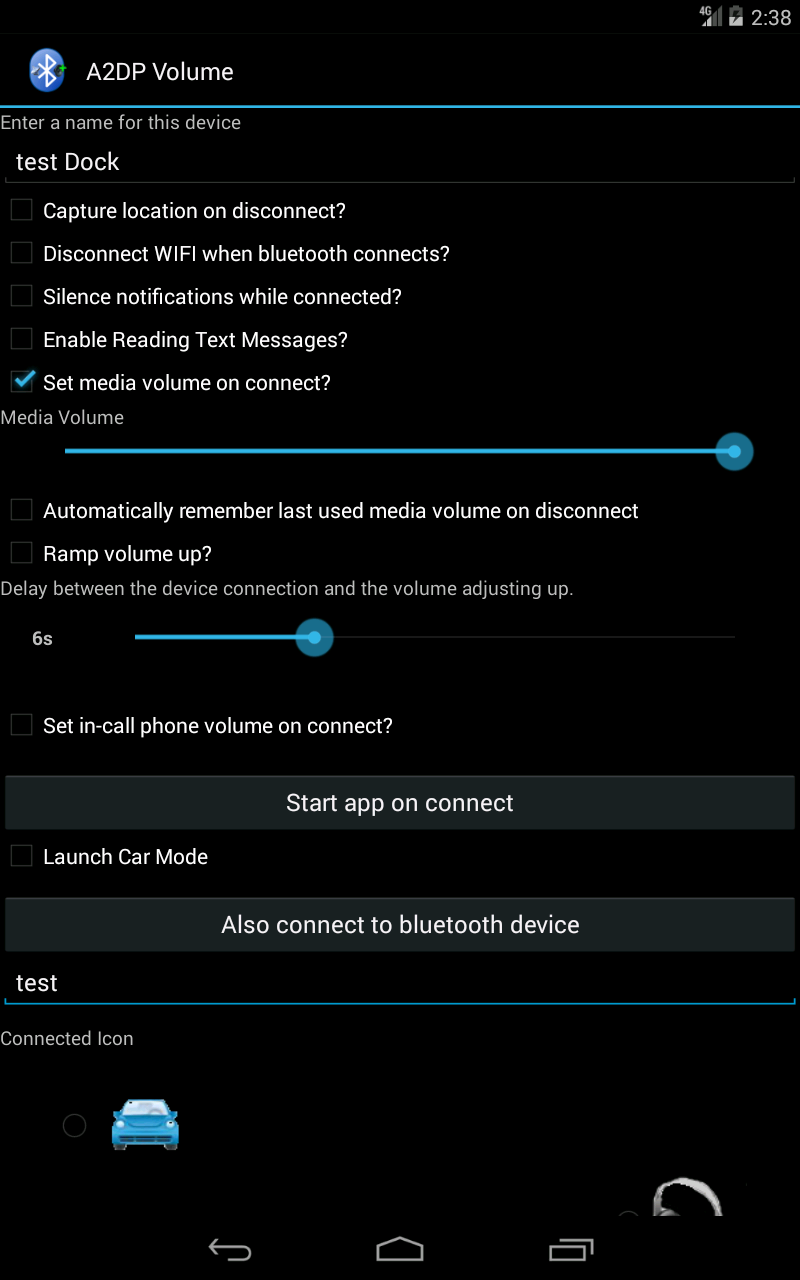 4G 2:38
A2DP Volume
Enter a name for this device
test Dock
Capture location on disconnect?
Disconnect WIFI when bluetooth connects?
Silence notifications while connected?
Enable Reading Text Messages?
Set media volume on connect?
Media Volume
Automatically remember last used media volume on disconnect
Ramp volume up?
Delay between the device connection and the volume adjusting up.
6s
Set in-call phone volume on connect?
Start app on connect
Launch Car Mode
Also connect to bluetooth device
test
Connected Icon